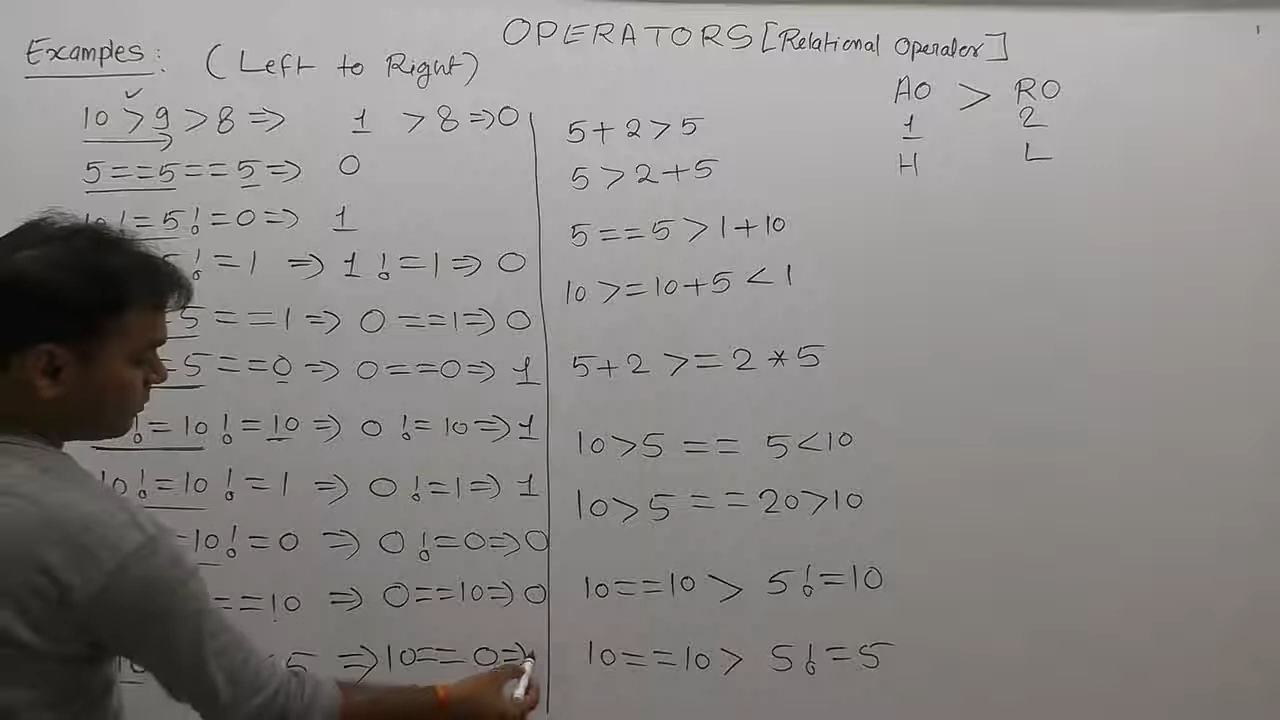 OPERATORS [Relational Operator]
Examples: (Left to Right)
10 > 9 > 8 => 1 > 8 => 0
5 == 5 == 5 => 0
!= 5 != 0 => 1
!= 1 => 1 != 1 => 0
5 == 1 => 0 == 1 => 0
= 5 == 0 => 0 == 0 => 1
!= 10 != 10 => 0 != 10 => 1
10 != 10 != 1 => 0 != 1 => 1
10 != 0 => 0 != 0 => 0
== 10 => 0 == 10 => 0
5 => 10 == 0 =>
5 + 2 > 5
5 > 2 + 5
5 == 5 > 1 + 10
10 >= 10 + 5 < 1
5 + 2 >= 2 * 5
10 > 5 == 5 < 10
10 > 5 == 20 > 10
10 == 10 > 5 != 10
10 == 10 > 5 != 5
AO > RO
1 2
H L